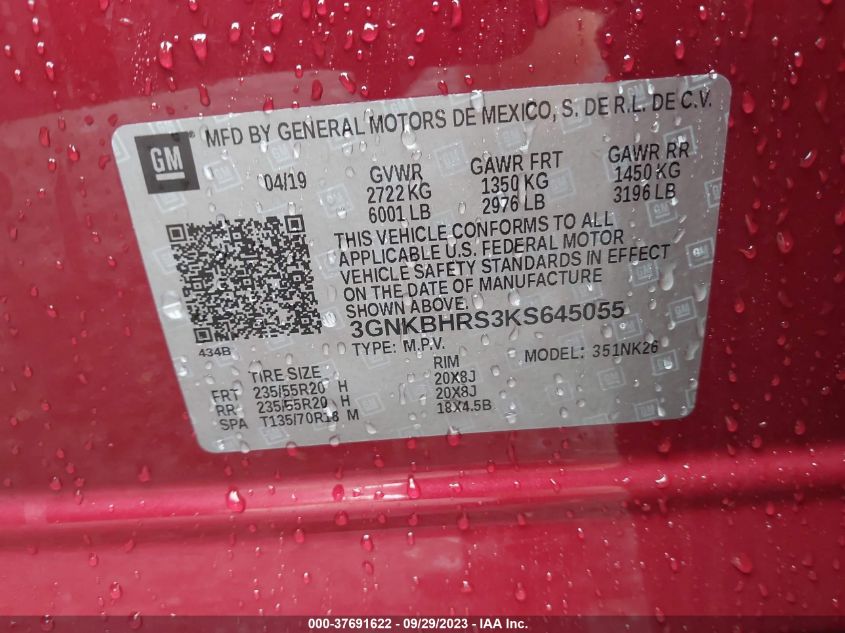 GM ® MFD BY GENERAL MOTORS DE MEXICO, S. DE R.L. DE C.V.
04/19 GVWR GAWR FRT GAWR RR
2722 KG 1350 KG 1450 KG
6001 LB 2976 LB 3196 LB
THIS VEHICLE CONFORMS TO ALL
APPLICABLE U.S. FEDERAL MOTOR
VEHICLE SAFETY STANDARDS IN EFFECT
ON THE DATE OF MANUFACTURE
SHOWN ABOVE.
3GNKBHRS3KS645055
434B TYPE: M.P.V. MODEL: 351NK26
TIRE SIZE RIM
FRT 235/55R20 H 20X8J
RR 235/55R20 H 20X8J
SPA T135/70R18 M 18X4.5B
000-37691622 - 09/29/2023 - IAA Inc.